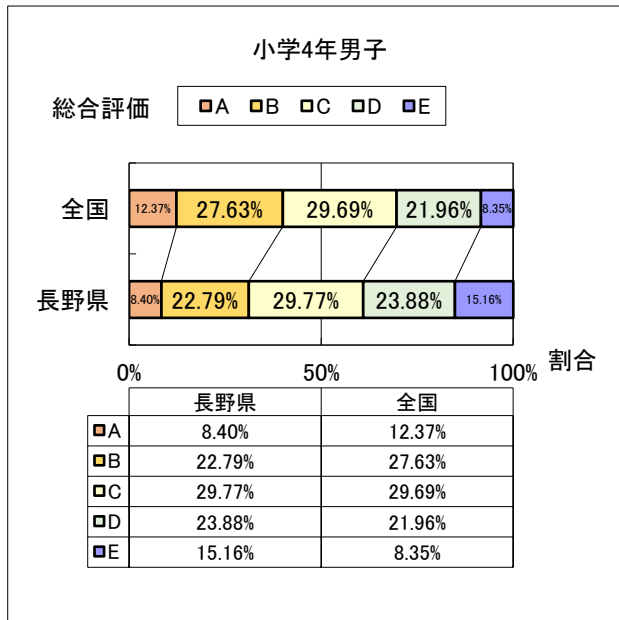 小学4年男子
総合評価 A B C D E
全国 12.37% 27.63% 29.69% 21.96% 8.35%
長野県 8.40% 22.79% 29.77% 23.88% 15.16%
0% 50% 100% 割合
長野県 全国
A 8.40% 12.37%
B 22.79% 27.63%
C 29.77% 29.69%
D 23.88% 21.96%
E 15.16% 8.35%